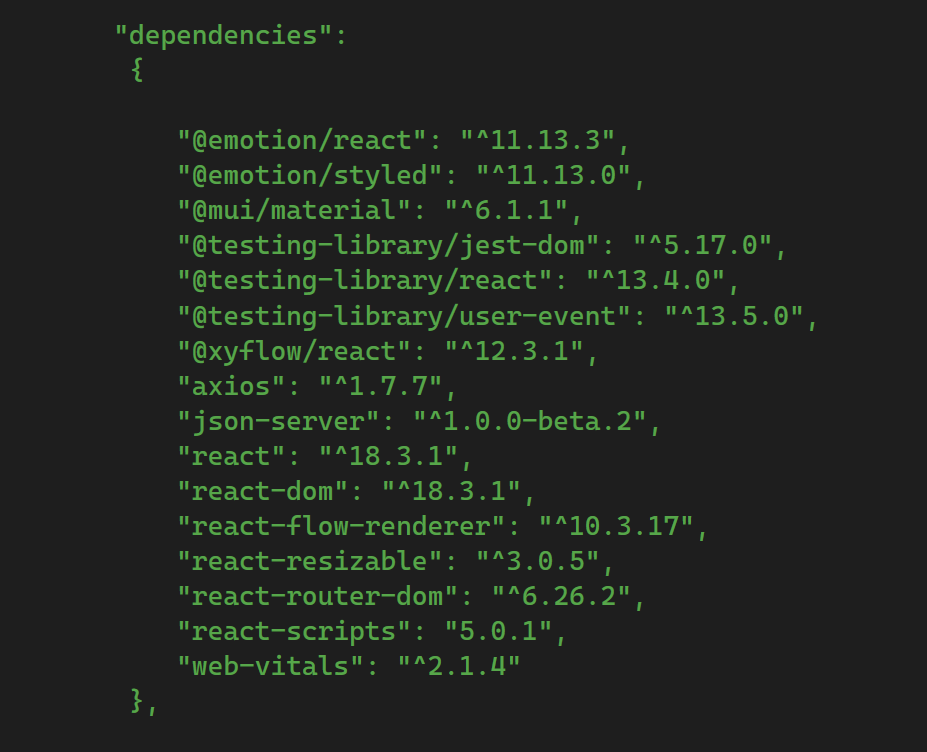 "dependencies":
{
"@emotion/react": "^11.13.3",
"@emotion/styled": "^11.13.0",
"@mui/material": "^6.1.1",
"@testing-library/jest-dom": "^5.17.0",
"@testing-library/react": "^13.4.0",
"@testing-library/user-event": "^13.5.0",
"@xyflow/react": "^12.3.1",
"axios": "^1.7.7",
"json-server": "^1.0.0-beta.2",
"react": "^18.3.1",
"react-dom": "^18.3.1",
"react-flow-renderer": "^10.3.17",
"react-resizable": "^3.0.5",
"react-router-dom": "^6.26.2",
"react-scripts": "5.0.1",
"web-vitals": "^2.1.4"
},